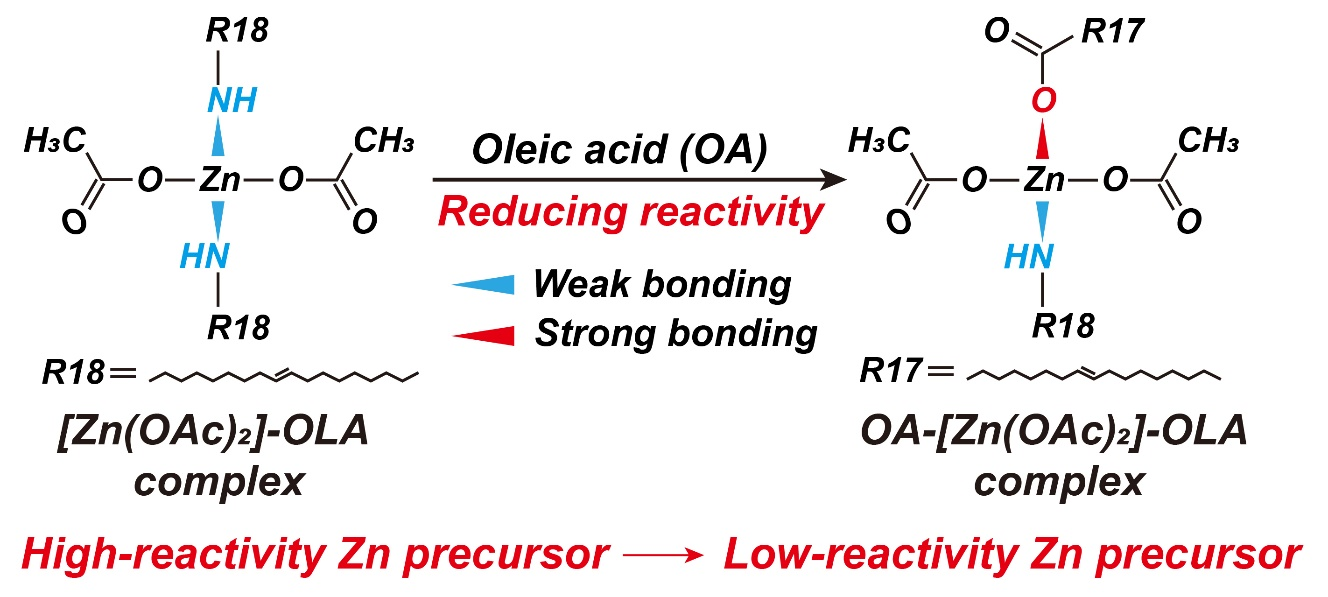 R18
NH
H₃C
CH₃
O
Zn
O
O
O
HN
R18
R18=
[Zn(OAc)₂]-OLA
complex
Oleic acid (OA)
Reducing reactivity
Weak bonding
Strong bonding
O
R17
O
H₃C
CH₃
O
Zn
O
O
O
HN
R18
R17=
OA-[Zn(OAc)₂]-OLA
complex
High-reactivity Zn precursor
Low-reactivity Zn precursor